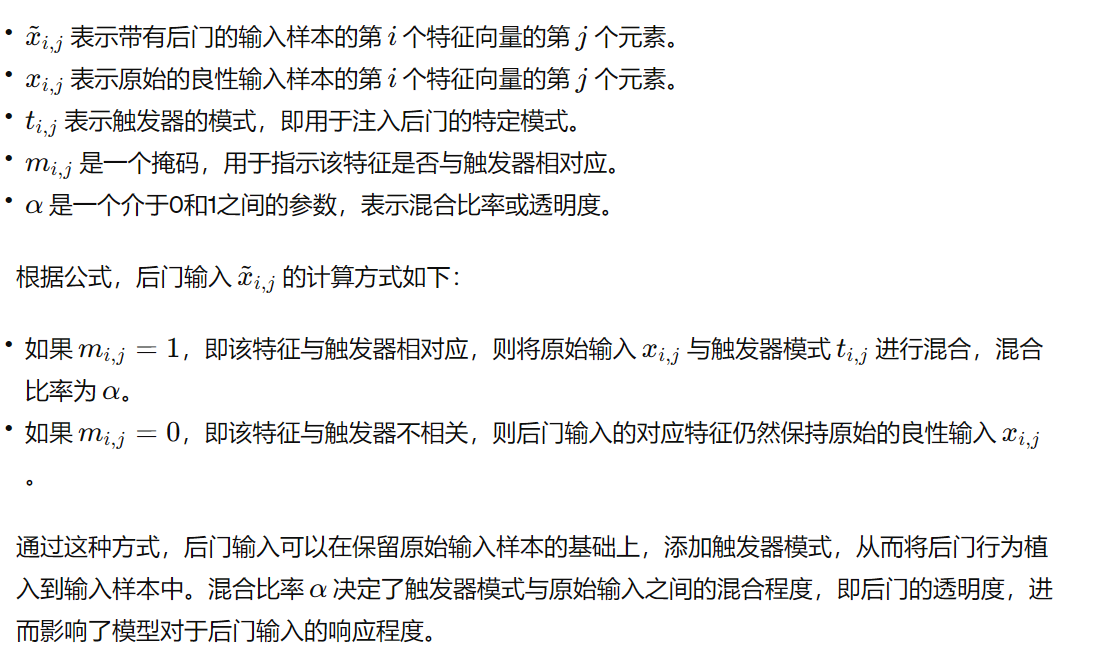 • x̃i,j 表示带有后门的输入样本的第 i 个特征向量的第 j 个元素。
• xi,j 表示原始的良性输入样本的第 i 个特征向量的第 j 个元素。
• ti,j 表示触发器的模式，即用于注入后门的特定模式。
• mi,j 是一个掩码，用于指示该特征是否与触发器相对应。
• α 是一个介于0和1之间的参数，表示混合比率或透明度。
根据公式，后门输入 x̃i,j 的计算方式如下：
• 如果 mi,j = 1，即该特征与触发器相对应，则将原始输入 xi,j 与触发器模式 ti,j 进行混合，混合
比率为 α。
• 如果 mi,j = 0，即该特征与触发器不相关，则后门输入的对应特征仍然保持原始的良性输入 xi,j
。
通过这种方式，后门输入可以在保留原始输入样本的基础上，添加触发器模式，从而将后门行为植
入到输入样本中。混合比率 α 决定了触发器模式与原始输入之间的混合程度，即后门的透明度，进
而影响了模型对于后门输入的响应程度。